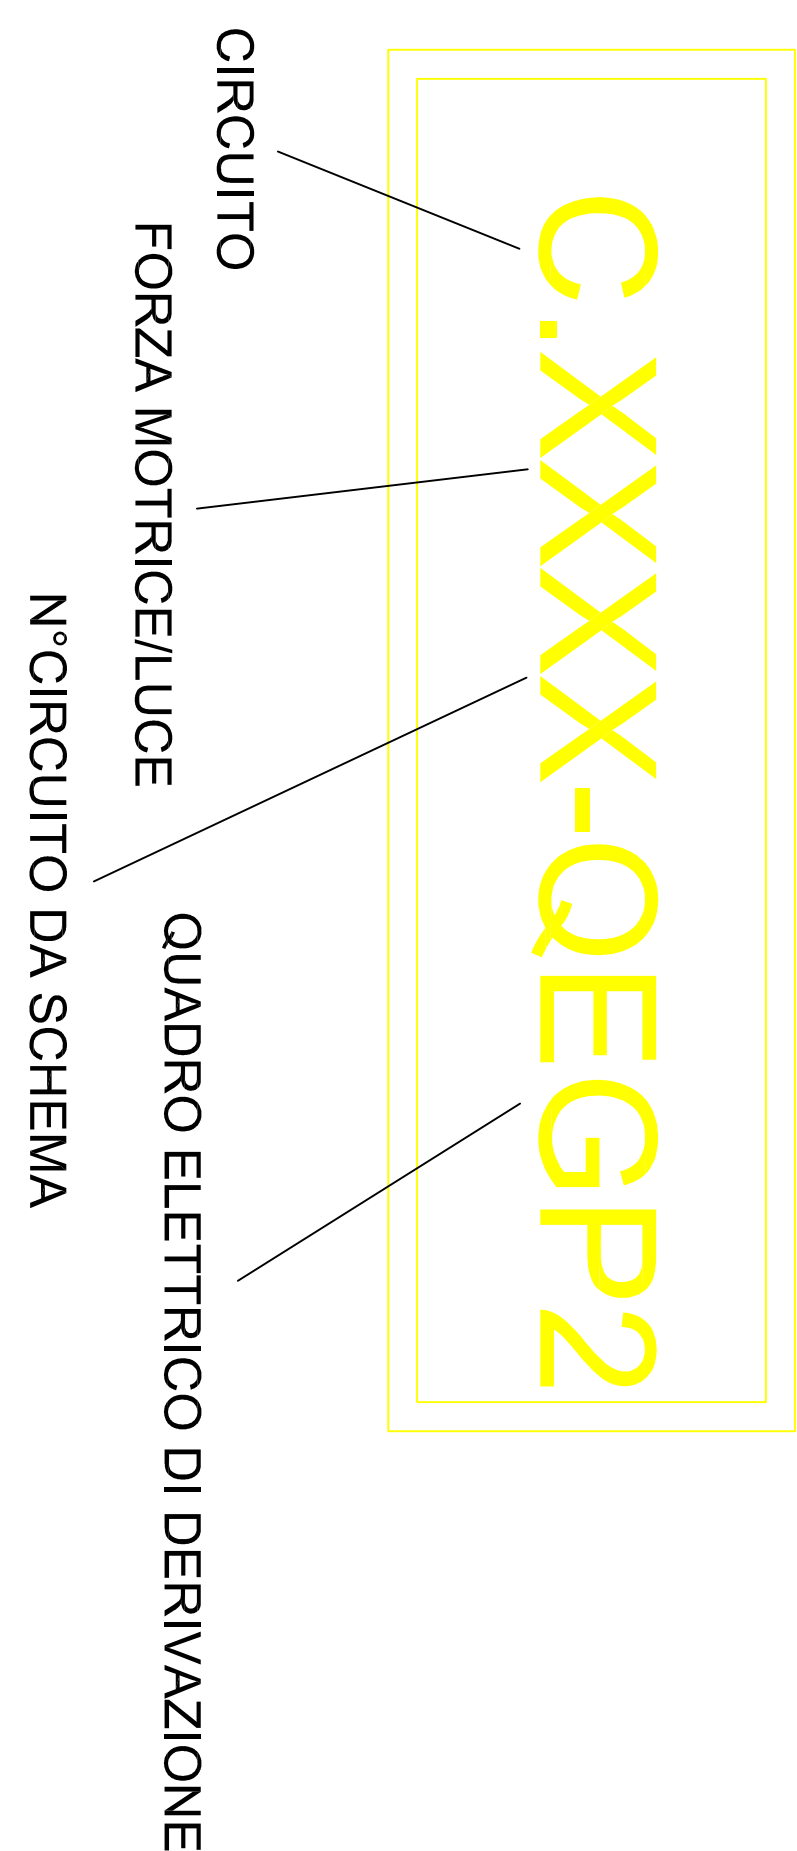 C.XXXX-QEGP2
CIRCUITO
FORZA MOTRICE/LUCE
QUADRO ELETTRICO DI DERIVAZIONE
N°CIRCUITO DA SCHEMA